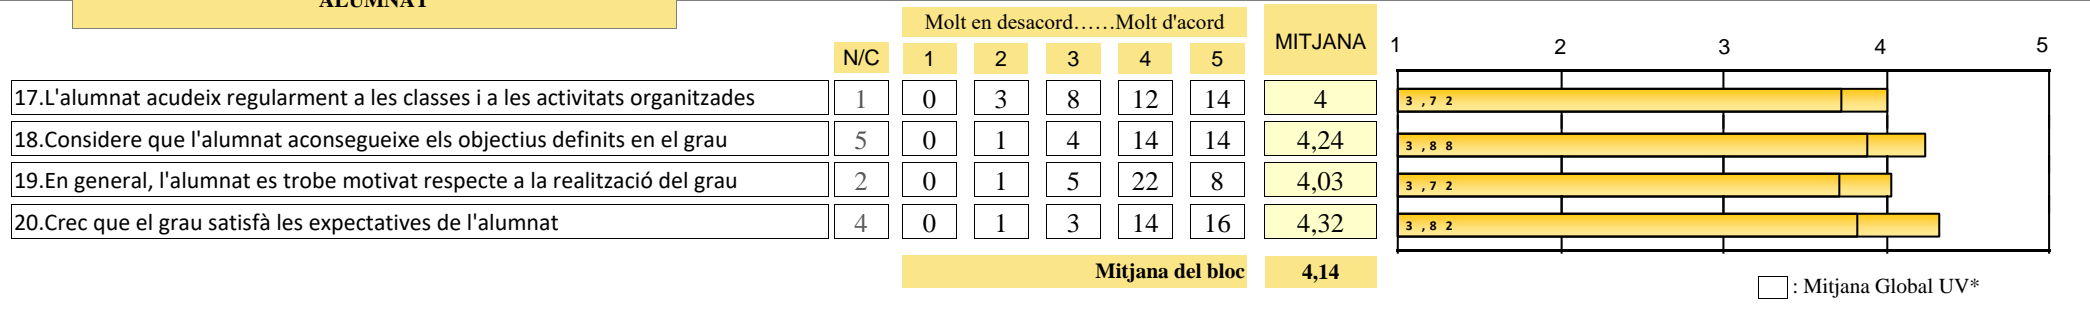 ALUMNAT
Molt en desacord……Molt d'acord
MITJANA
N/C 1 2 3 4 5
1 2 3 4 5
17.L'alumnat acudeix regularment a les classes i a les activitats organitzades 1 0 3 8 12 14 4 3,72
18.Considere que l'alumnat aconsegueixe els objectius definits en el grau 5 0 1 4 14 14 4,24 3,88
19.En general, l'alumnat es trobe motivat respecte a la realització del grau 2 0 1 5 22 8 4,03 3,72
20.Crec que el grau satisfà les expectatives de l'alumnat 4 0 1 3 14 16 4,32 3,82
Mitjana del bloc 4,14
: Mitjana Global UV*